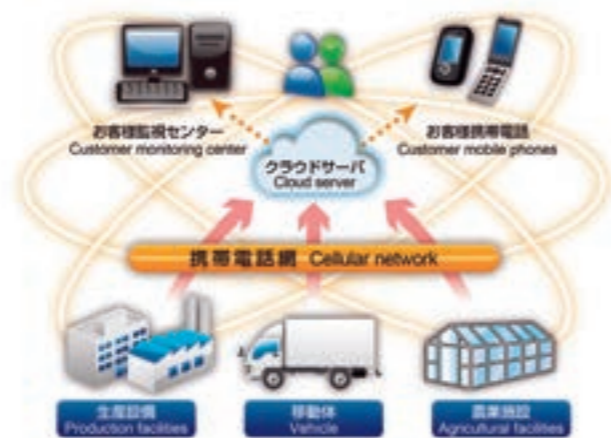 お客様監視センター
Customer monitoring center
お客様携帯電話
Customer mobile phones
クラウドサーバ
Cloud server
携帯電話網 Cellular network
生産設備
Production facilities
移動体
Vehicle
農業施設
Agricultural facilities